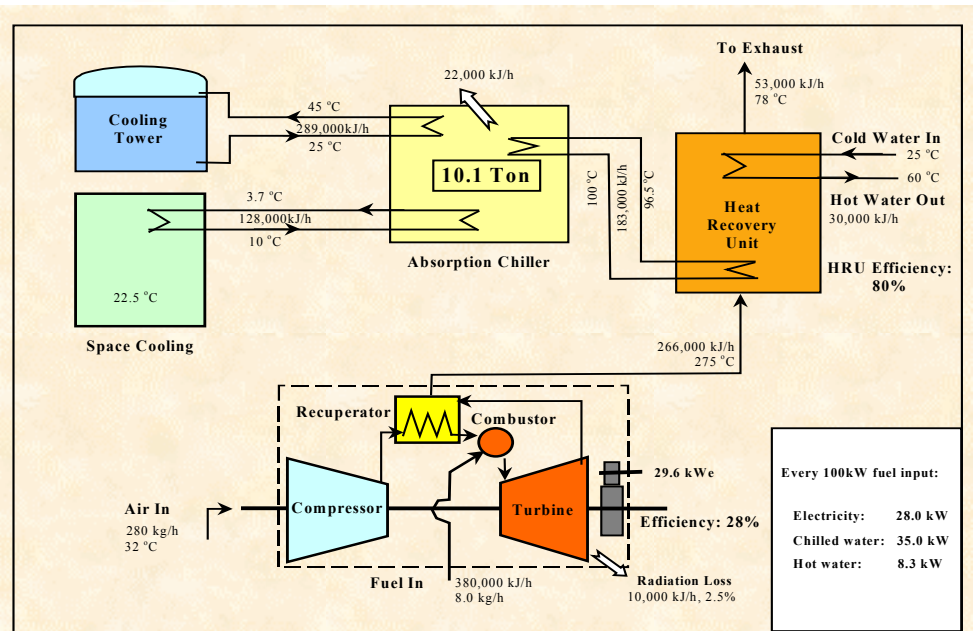 To Exhaust
53,000 kJ/h
78 °C
22,000 kJ/h
45 °C
289,000kJ/h
25 °C
Cooling
Tower
10.1 Ton
100 °C
183,000 kJ/h
96.5 °C
Cold Water In
25 °C
60 °C
Hot Water Out
30,000 kJ/h
Heat
Recovery
Unit
HRU Efficiency:
80%
3.7 °C
128,000kJ/h
10 °C
Absorption Chiller
22.5 °C
Space Cooling
266,000 kJ/h
275 °C
Recuperator
Combustor
29.6 kWe
Compressor
Turbine
Efficiency: 28%
Air In
280 kg/h
32 °C
Fuel In
380,000 kJ/h
8.0 kg/h
Radiation Loss
10,000 kJ/h, 2.5%
Every 100kW fuel input:
Electricity: 28.0 kW
Chilled water: 35.0 kW
Hot water: 8.3 kW